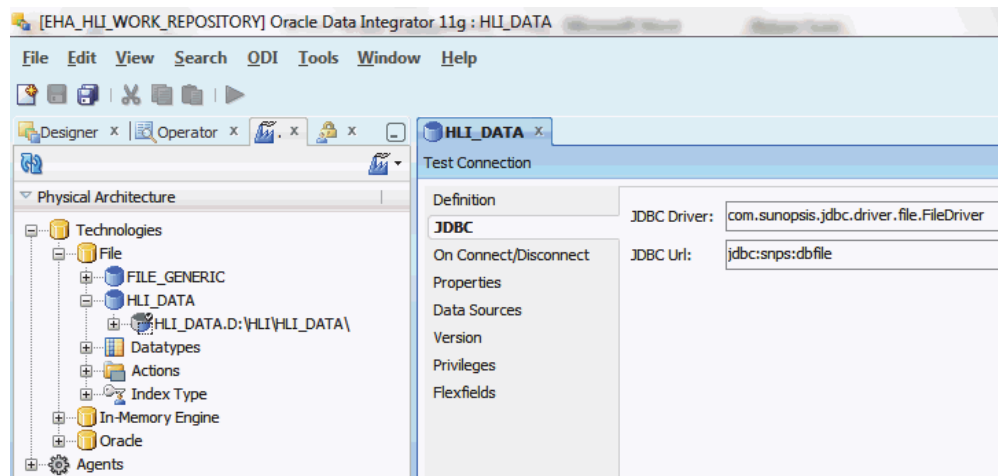 [EHA_HLI_WORK_REPOSITORY] Oracle Data Integrator 11g : HLI_DATA
File Edit View Search ODI Tools Window Help
Designer x Operator x . x x
HLI_DATA x
Test Connection
Physical Architecture
Technologies
File
FILE_GENERIC
HLI_DATA
HLI_DATA.D:\HLI\HLI_DATA\
Datatypes
Actions
Index Type
In-Memory Engine
Oracle
Agents
Definition
JDBC
On Connect/Disconnect
Properties
Data Sources
Version
Privileges
Flexfields
JDBC Driver: com.sunopsis.jdbc.driver.file.FileDriver
JDBC Url: jdbc:snps:dbfile